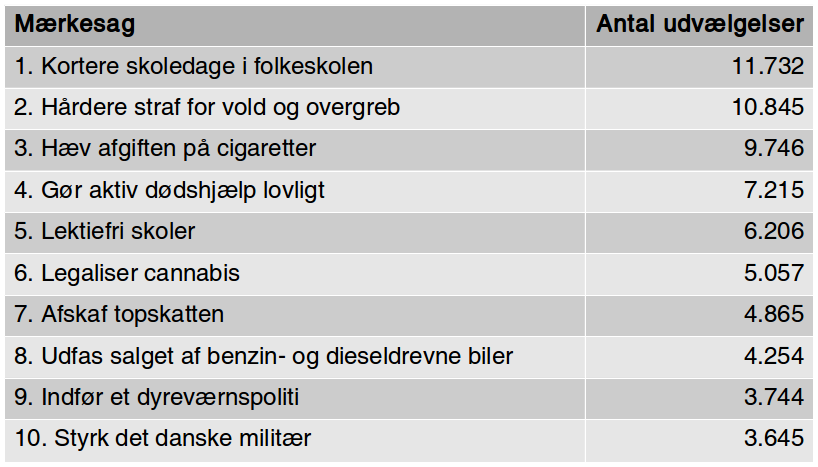 Mærkesag Antal udvælgelser
1. Kortere skoledage i folkeskolen 11.732
2. Hårdere straf for vold og overgreb 10.845
3. Hæv afgiften på cigaretter 9.746
4. Gør aktiv dødshjælp lovligt 7.215
5. Lektiefri skoler 6.206
6. Legaliser cannabis 5.057
7. Afskaf topskatten 4.865
8. Udfas salget af benzin- og dieseldrevne biler 4.254
9. Indfør et dyreværnspoliti 3.744
10. Styrk det danske militær 3.645